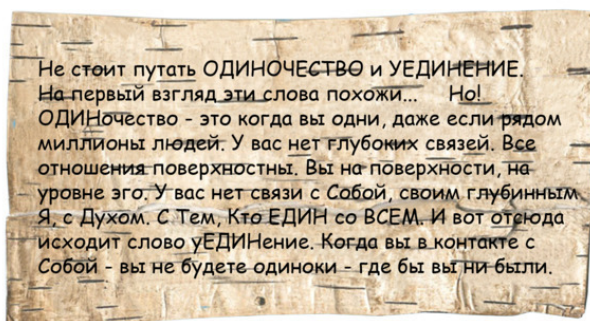 Не стоит путать ОДИНОЧЕСТВО и УЕДИНЕНИЕ.
На первый взгляд эти слова похожи... Но!
ОДИНочество - это когда вы одни, даже если рядом
миллионы людей. У вас нет глубоких связей. Все
отношения поверхностны. Вы на поверхности, на
уровне эго. У вас нет связи с Собой, своим глубинным
Я, с Духом. С Тем, Кто ЕДИН со ВСЕМ. И вот отсюда
исходит слово уЕДИНение. Когда вы в контакте с
Собой - вы не будете одиноки - где бы вы ни были.